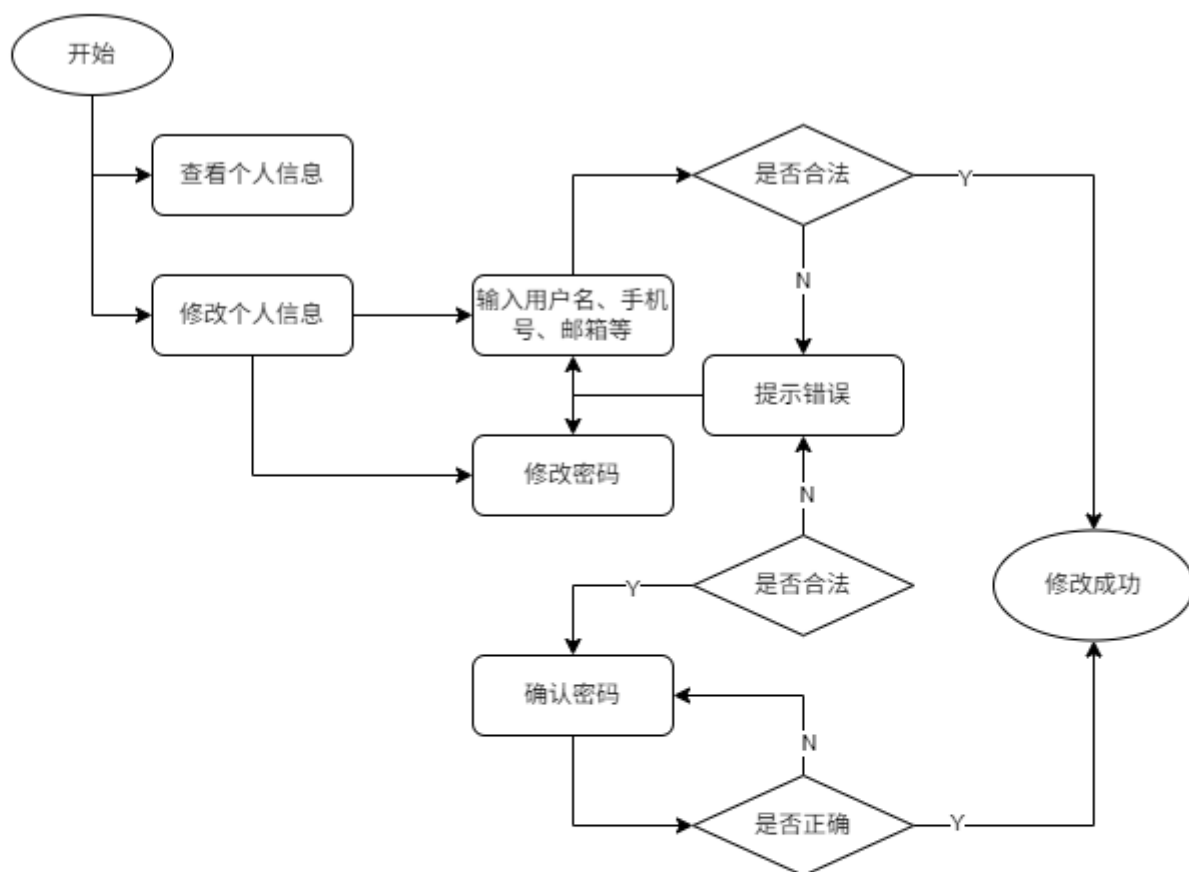 开始
查看个人信息
是否合法
Y
N
修改个人信息
输入用户名、手机
号、邮箱等
提示错误
修改密码
N
Y
是否合法
修改成功
确认密码
N
是否正确
Y